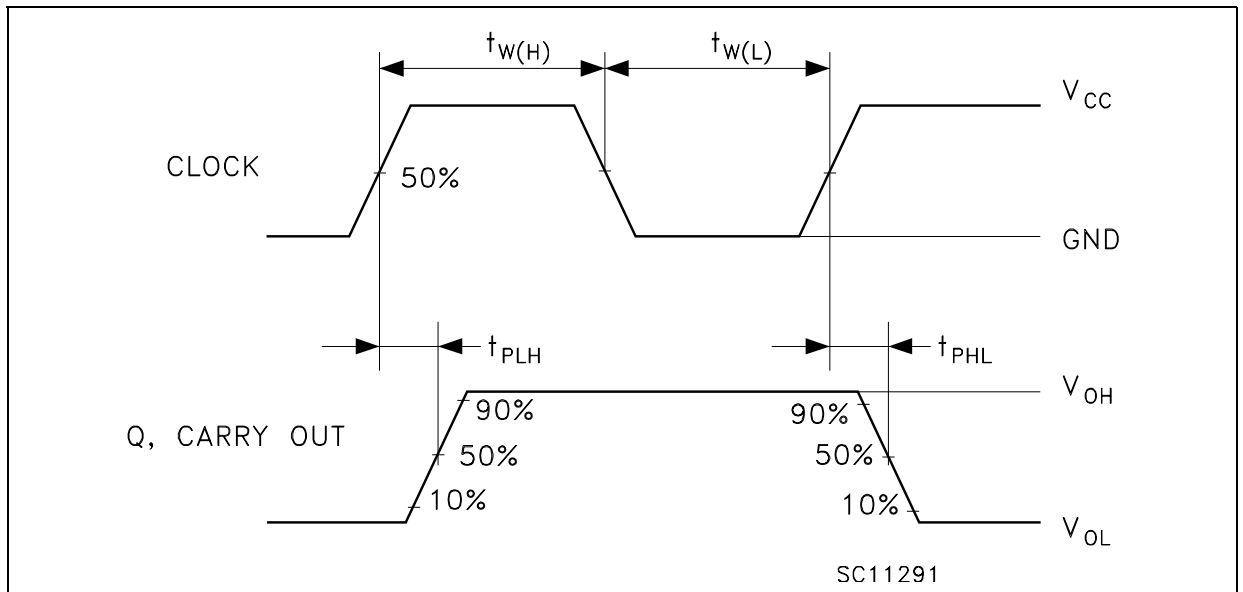 tW(H)
tW(L)
VCC
CLOCK
50%
GND
tPLH
tPHL
VOH
90%
90%
Q, CARRY OUT
50%
50%
10%
10%
VOL
SC11291